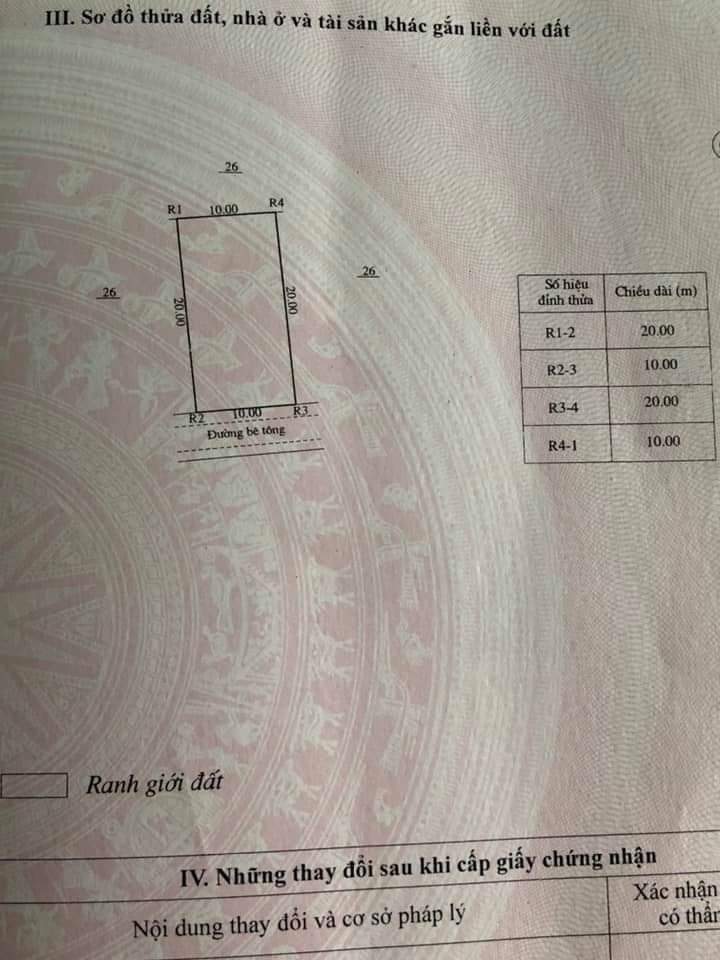 III. Sơ đồ thửa đất, nhà ở và tài sản khác gắn liền với đất
26
R1 10.00 R4
26
26
20.00
20.00
R2 10.00 R3
Đường bê tông
Số hiệu đỉnh thửa Chiều dài (m)
R1-2 20.00
R2-3 10.00
R3-4 20.00
R4-1 10.00
Ranh giới đất
IV. Những thay đổi sau khi cấp giấy chứng nhận
Nội dung thay đổi và cơ sở pháp lý
Xác nhận
có thẩ